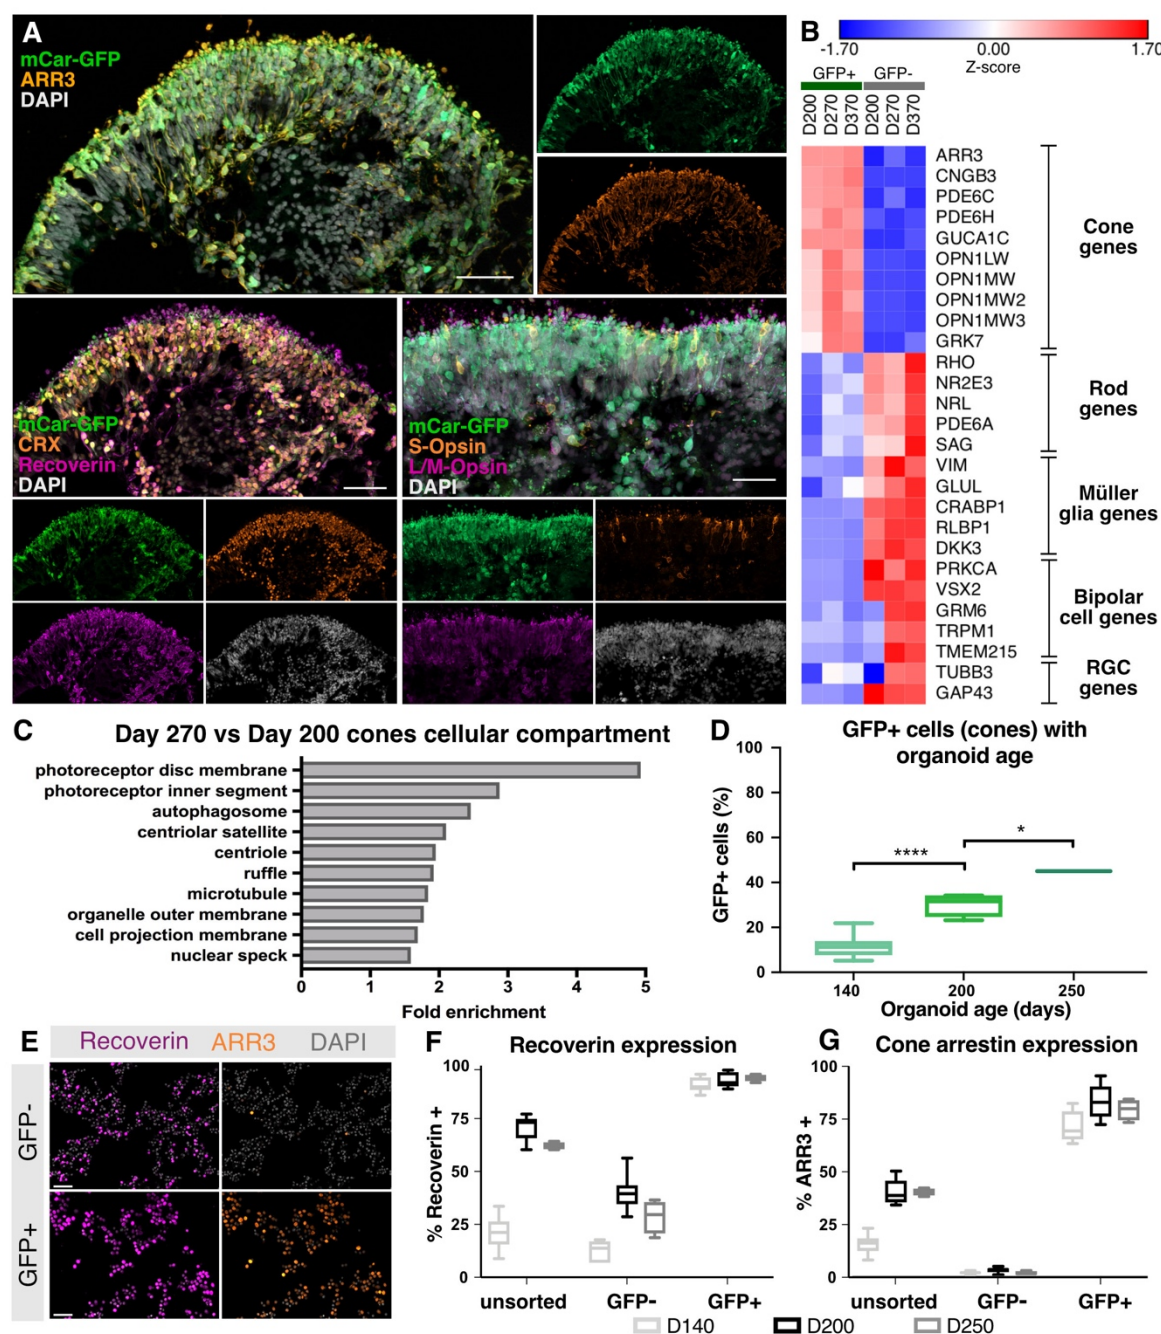 A
mCar-GFP
ARR3
DAPI
mCar-GFP
CRX
Recoverin
DAPI
mCar-GFP
S-Opsin
L/M-Opsin
DAPI
B
-1.70 0.00 1.70
Z-score
GFP+ GFP-
D200 D270 D370 D200 D270 D370
ARR3
CNGB3
PDE6C
PDE6H
GUCA1C
OPN1LW
OPN1MW
OPN1MW2
OPN1MW3
GRK7
Cone
genes
RHO
NR2E3
NRL
PDE6A
SAG
Rod
genes
VIM
GLUL
CRABP1
RLBP1
DKK3
Müller
glia genes
PRKCA
VSX2
GRM6
TRPM1
TMEM215
Bipolar
cell genes
TUBB3
GAP43
RGC
genes
C
Day 270 vs Day 200 cones cellular compartment
photoreceptor disc membrane
photoreceptor inner segment
autophagosome
centriolar satellite
centriole
ruffle
microtubule
organelle outer membrane
cell projection membrane
nuclear speck
0 1 2 3 4 5
Fold enrichment
D
GFP+ cells (cones) with
organoid age
GFP+ cells (%)
100
80
60
40
20
0
****
*
140 200 250
Organoid age (days)
E
Recoverin ARR3 DAPI
GFP-
GFP+
F
Recoverin expression
% Recoverin +
100
75
50
25
0
unsorted GFP- GFP+
G
Cone arrestin expression
% ARR3 +
100
75
50
25
0
unsorted GFP- GFP+
D140 D200 D250